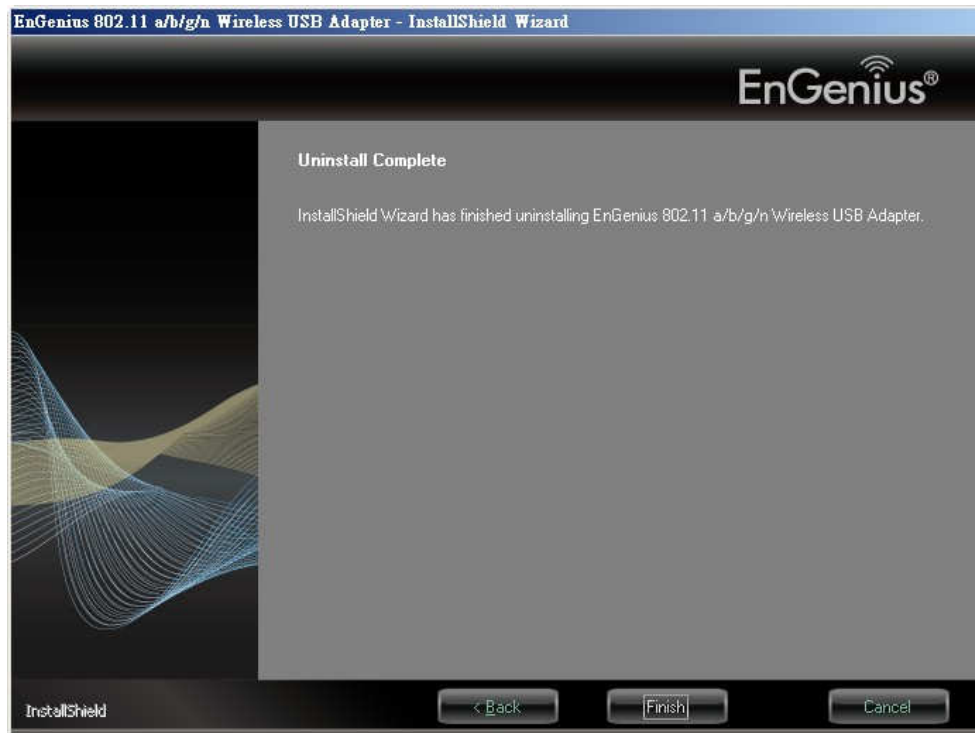 EnGenius 802.11 a/b/g/n Wireless USB Adapter - InstallShield Wizard
EnGenius®
Uninstall Complete
InstallShield Wizard has finished uninstalling EnGenius 802.11 a/b/g/n Wireless USB Adapter.
InstallShield
< Back
Finish
Cancel